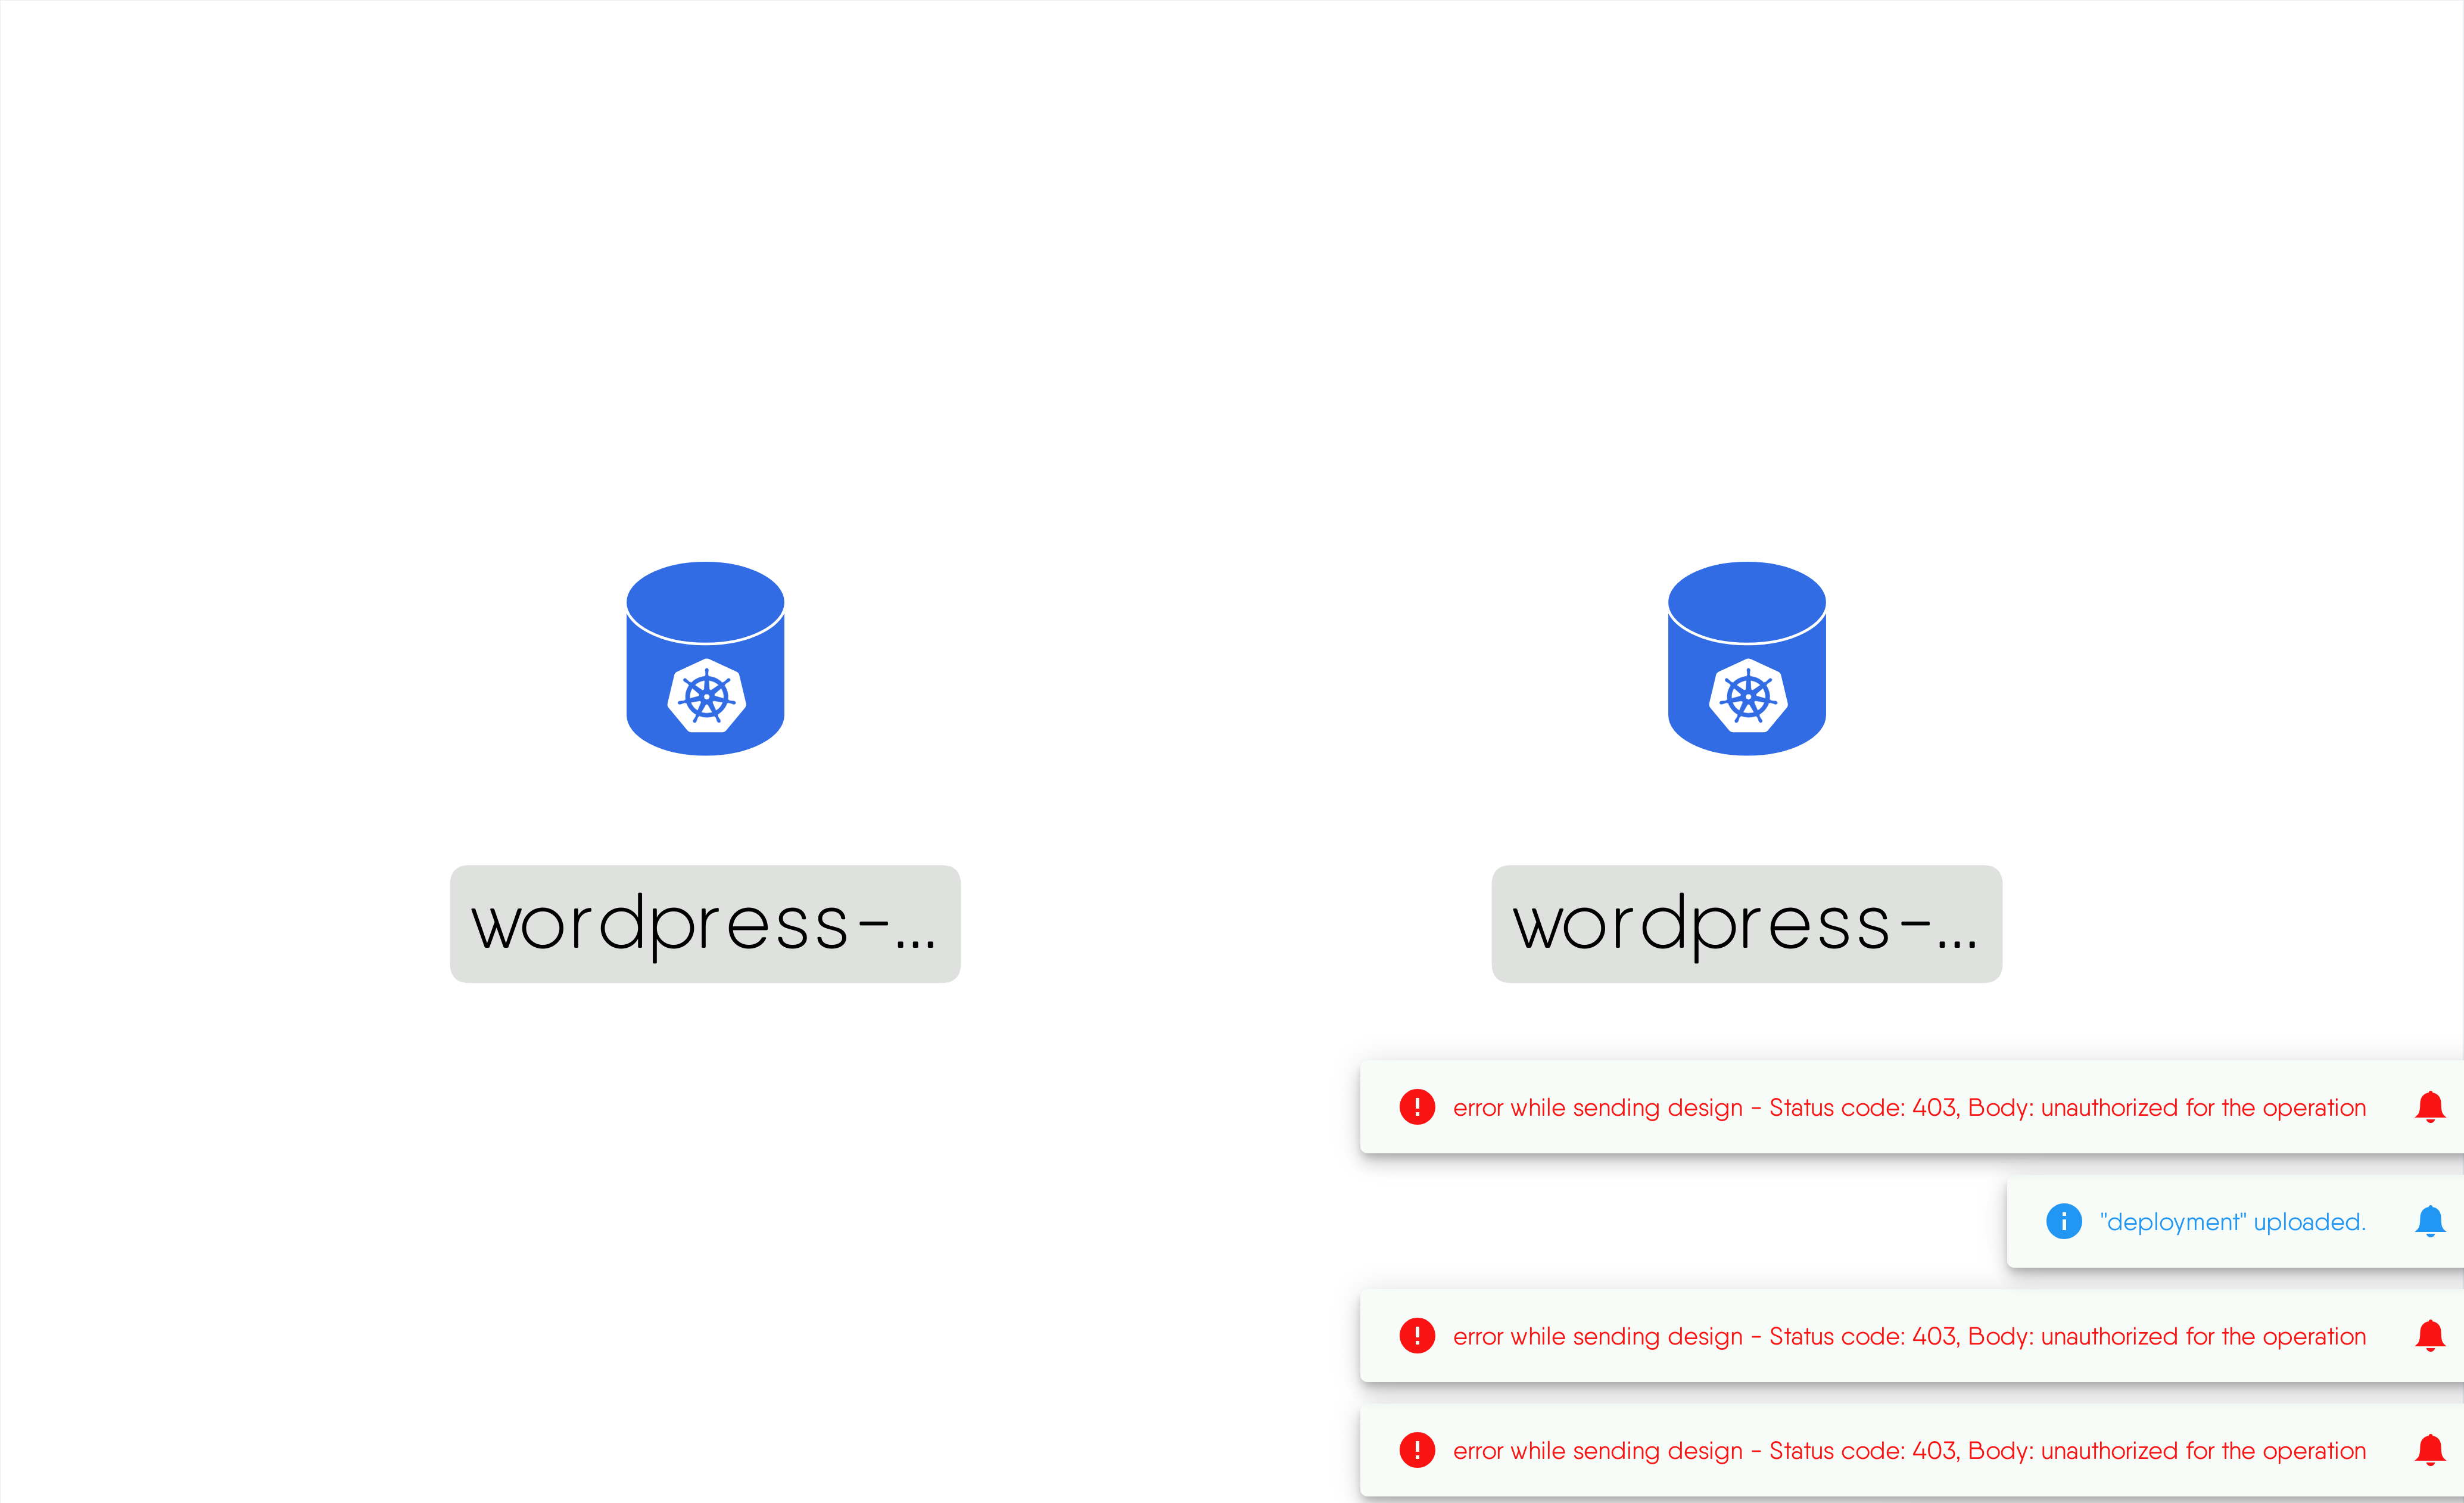 wordpress-...
wordpress-...
error while sending design - Status code: 403, Body: unauthorized for the operation
"deployment" uploaded.
error while sending design - Status code: 403, Body: unauthorized for the operation
error while sending design - Status code: 403, Body: unauthorized for the operation